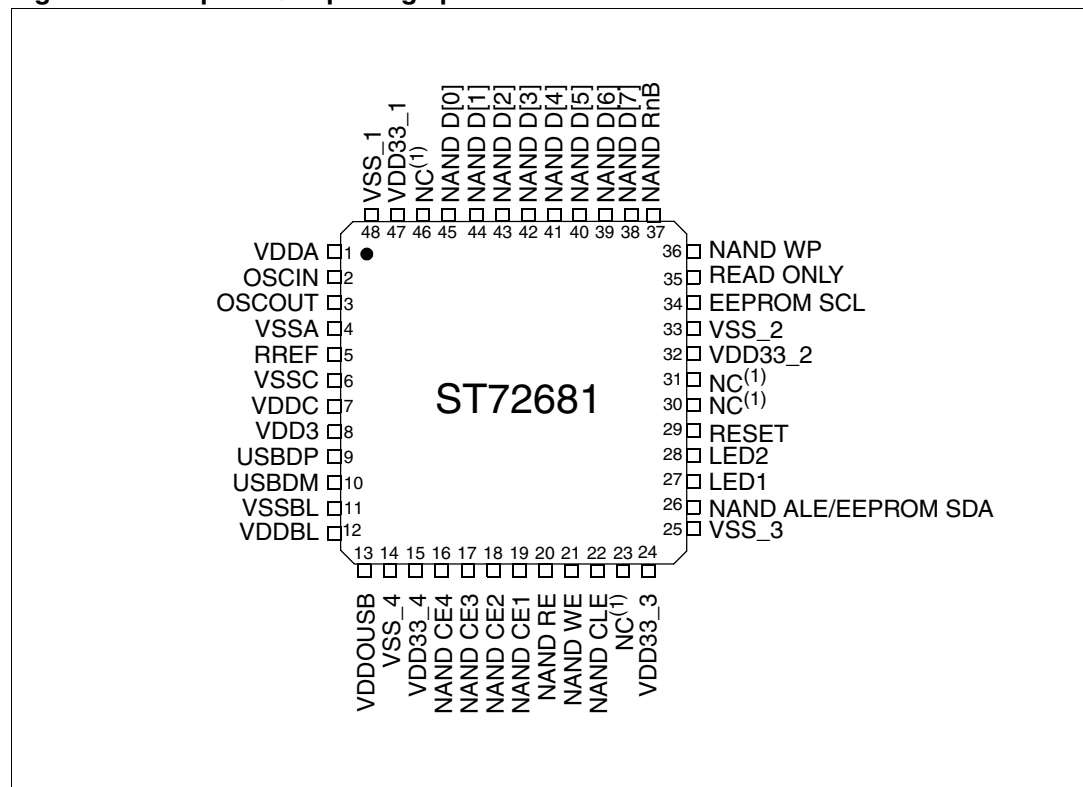 VSS_1
VDD33_1
NC(1)
NAND D[0]
NAND D[1]
NAND D[2]
NAND D[3]
NAND D[4]
NAND D[5]
NAND D[6]
NAND D[7]
NAND RnB
48 47 46 45 44 43 42 41 40 39 38 37
VDDA 1
OSCIN 2
OSCOUT 3
VSSA 4
RREF 5
VSSC 6
VDDC 7
VDD3 8
USBDP 9
USBDM 10
VSSBL 11
VDDBL 12
ST72681
36 NAND WP
35 READ ONLY
34 EEPROM SCL
33 VSS_2
32 VDD33_2
31 NC(1)
30 NC(1)
29 RESET
28 LED2
27 LED1
26 NAND ALE/EEPROM SDA
25 VSS_3
13 14 15 16 17 18 19 20 21 22 23 24
VDDOUSB
VSS_4
VDD33_4
NAND CE4
NAND CE3
NAND CE2
NAND CE1
NAND RE
NAND WE
NAND CLE
NC(1)
VDD33_3